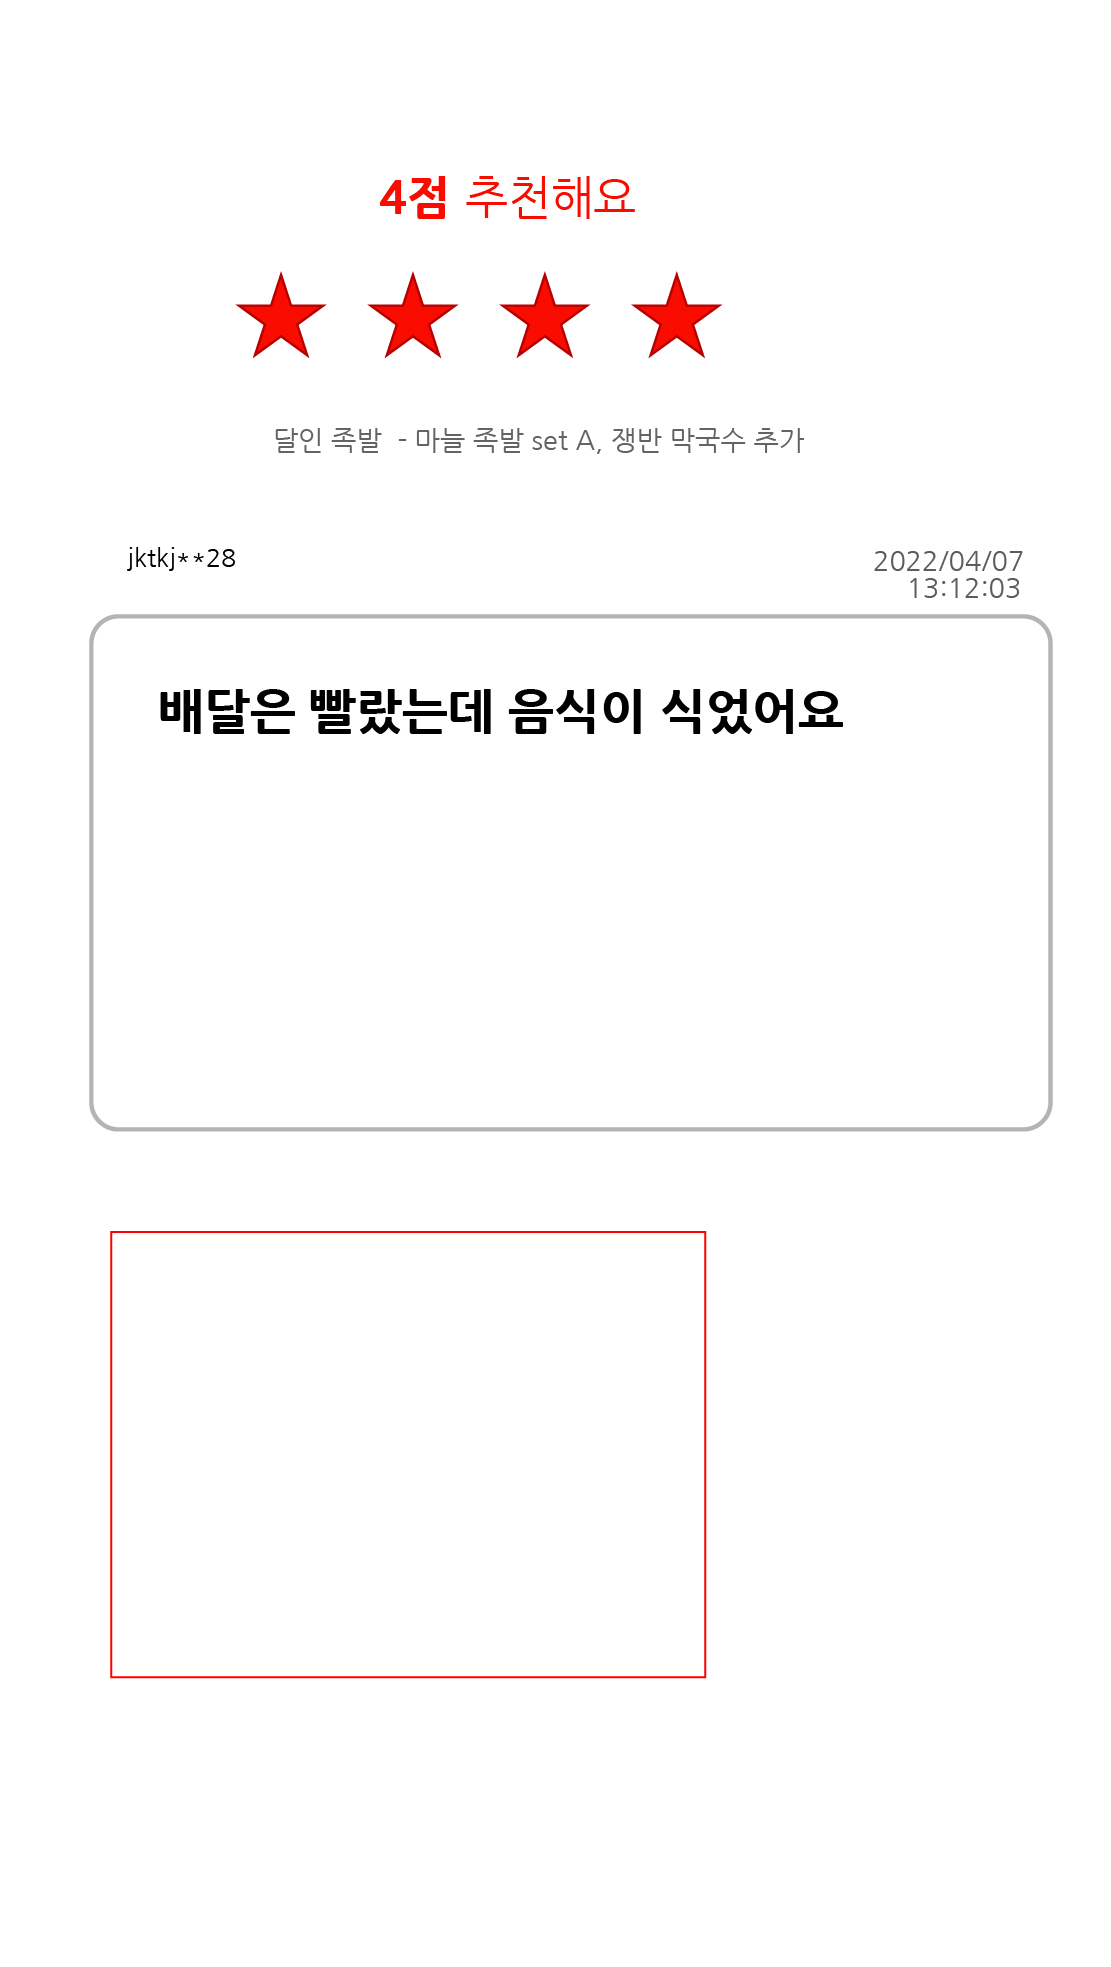 4점 추천해요
달인 족발 - 마늘 족발 set A, 쟁반 막국수 추가
jktkj**28
2022/04/07
13:12:03
배달은 빨랐는데 음식이 식었어요